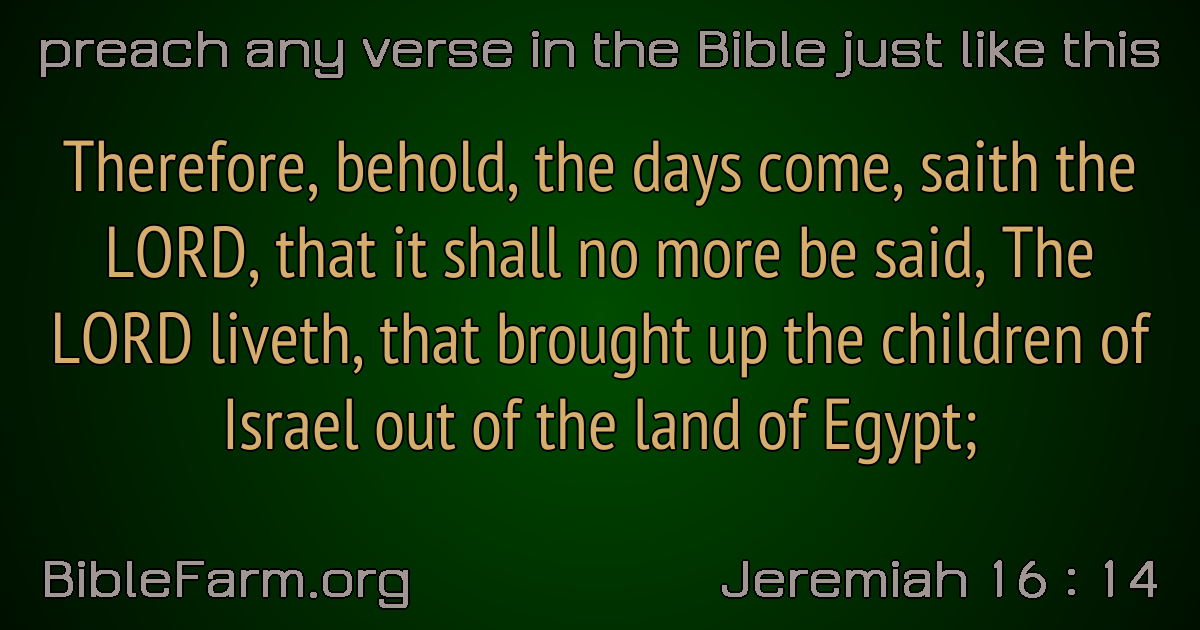 preach any verse in the Bible just like this
Therefore, behold, the days come, saith the
LORD, that it shall no more be said, The
LORD liveth, that brought up the children of
Israel out of the land of Egypt;
BibleFarm.org
Jeremiah 16 : 14